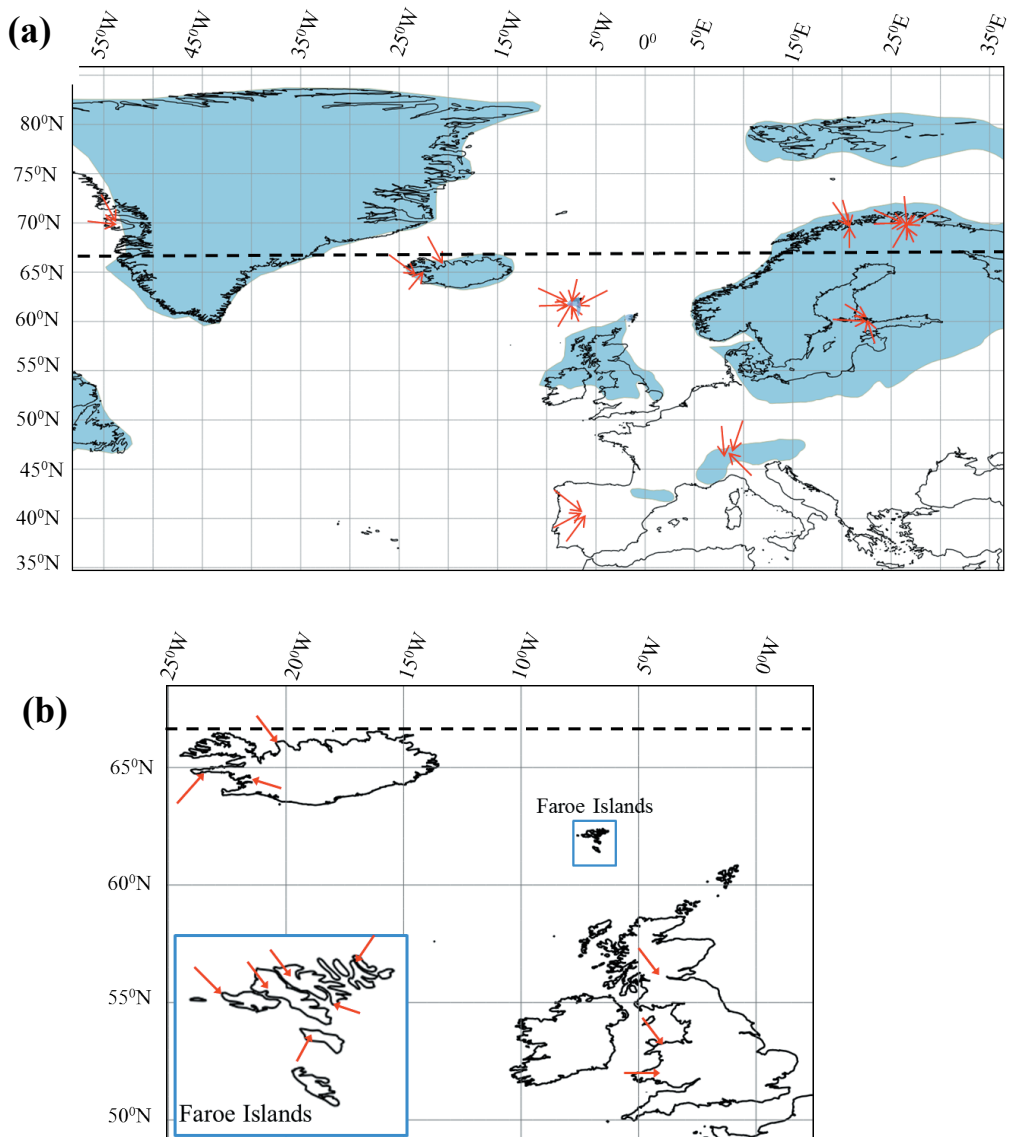 (a)
55⁰W 45⁰W 35⁰W 25⁰W 15⁰W 5⁰W 0⁰ 5⁰E 15⁰E 25⁰E 35⁰E
80⁰N
75⁰N
70⁰N
65⁰N
60⁰N
55⁰N
50⁰N
45⁰N
40⁰N
35⁰N
(b)
25⁰W 20⁰W 15⁰W 10⁰W 5⁰W 0⁰W
65⁰N
Faroe Islands
60⁰N
55⁰N
Faroe Islands
50⁰N